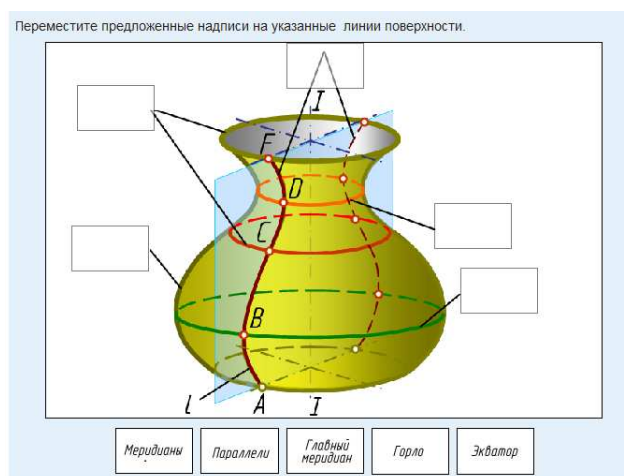 Переместите предложенные надписи на указанные линии поверхности.
I
F
D
C
B
l
A
I
Меридианы
Параллели
Главный
меридиан
Горло
Экватор